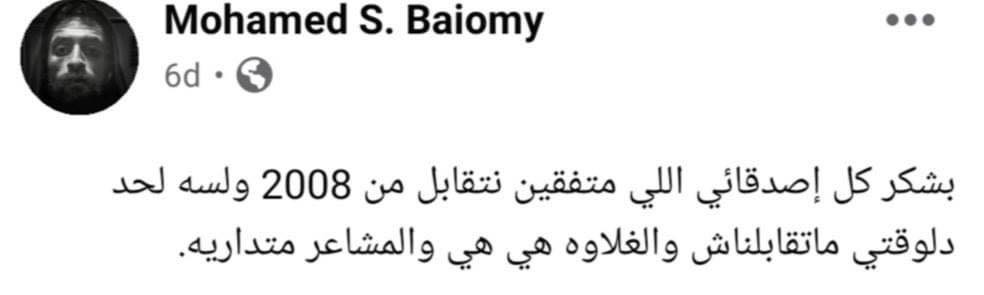 Mohamed S. Baiomy
6d •
بشكر كل إصدقائي اللي متفقين نتقابل من 2008 ولسه لحد
دلوقتي ماتقابلناش والغلاوه هي هي والمشاعر متداريه.